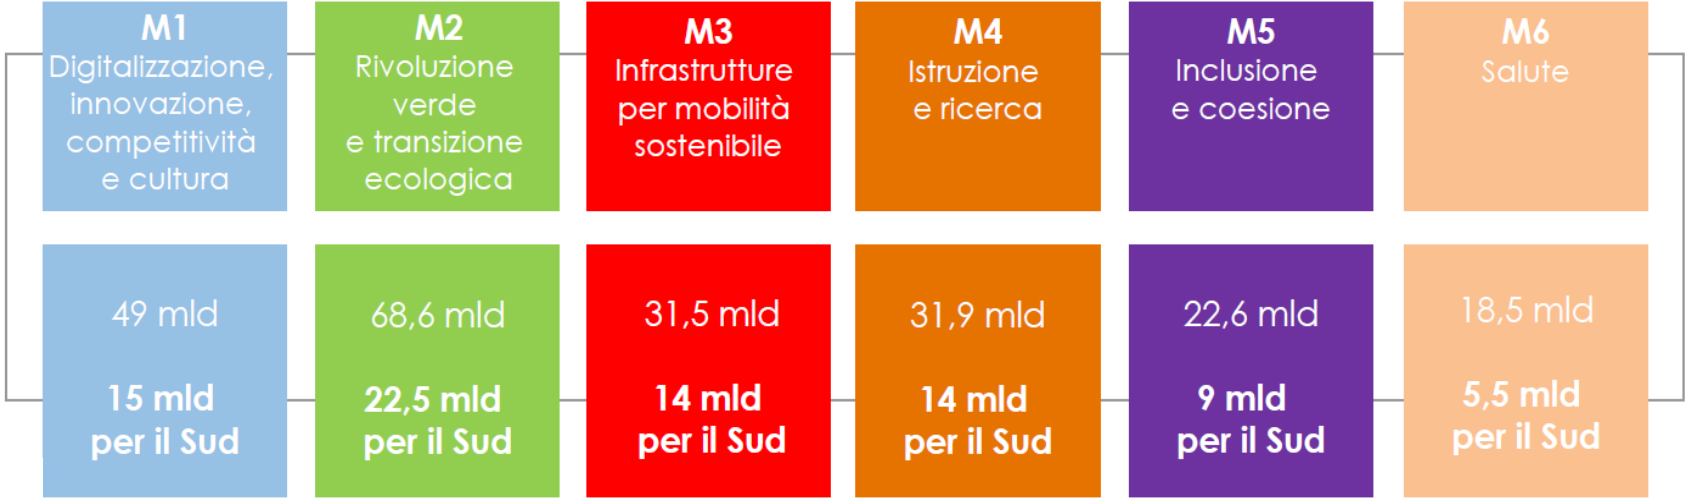 M1
Digitalizzazione,
innovazione,
competitività
e cultura
M2
Rivoluzione
verde
e transizione
ecologica
M3
Infrastrutture
per mobilità
sostenibile
M4
Istruzione
e ricerca
M5
Inclusione
e coesione
M6
Salute
49 mld
15 mld
per il Sud
68,6 mld
22,5 mld
per il Sud
31,5 mld
14 mld
per il Sud
31,9 mld
14 mld
per il Sud
22,6 mld
9 mld
per il Sud
18,5 mld
5,5 mld
per il Sud